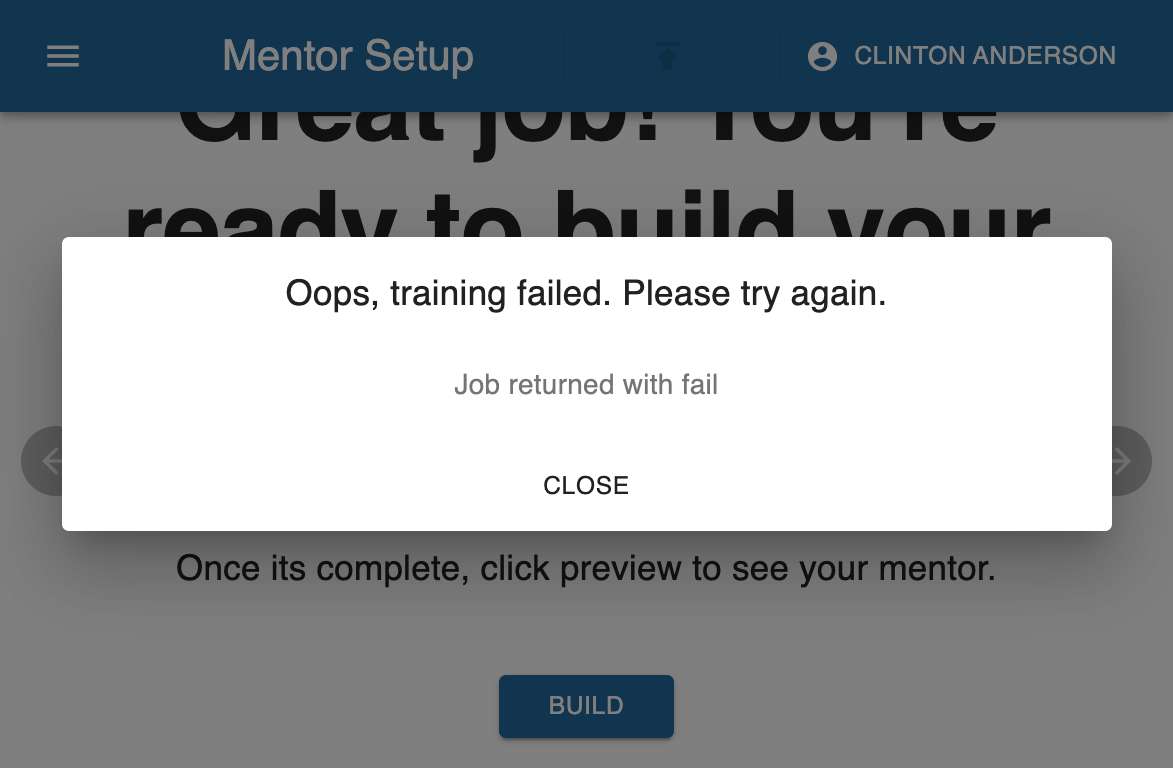 Mentor Setup
CLINTON ANDERSON
Great job! You're
ready to build your
Oops, training failed. Please try again.
Job returned with fail
CLOSE
Once its complete, click preview to see your mentor.
BUILD